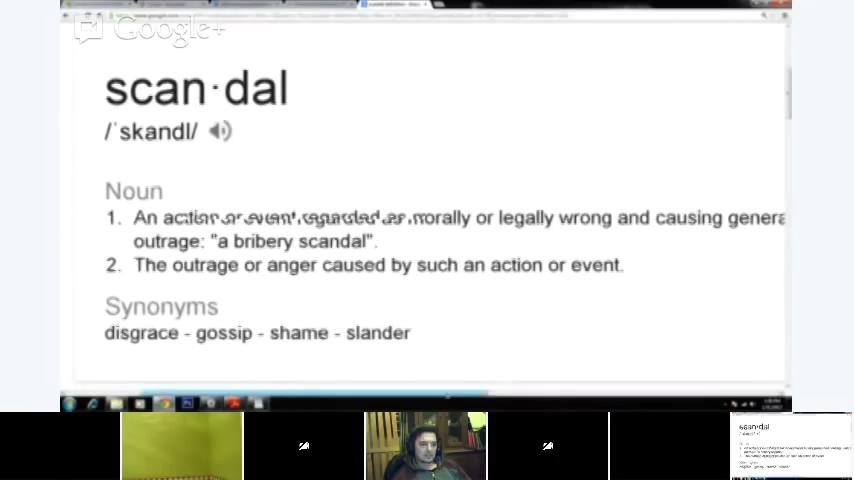 Google+
scan·dal
/ˈskandl/
Noun
1. An action or event regarded as morally or legally wrong and causing genera
outrage: "a bribery scandal".
2. The outrage or anger caused by such an action or event.
Synonyms
disgrace - gossip - shame - slander
scan·dal